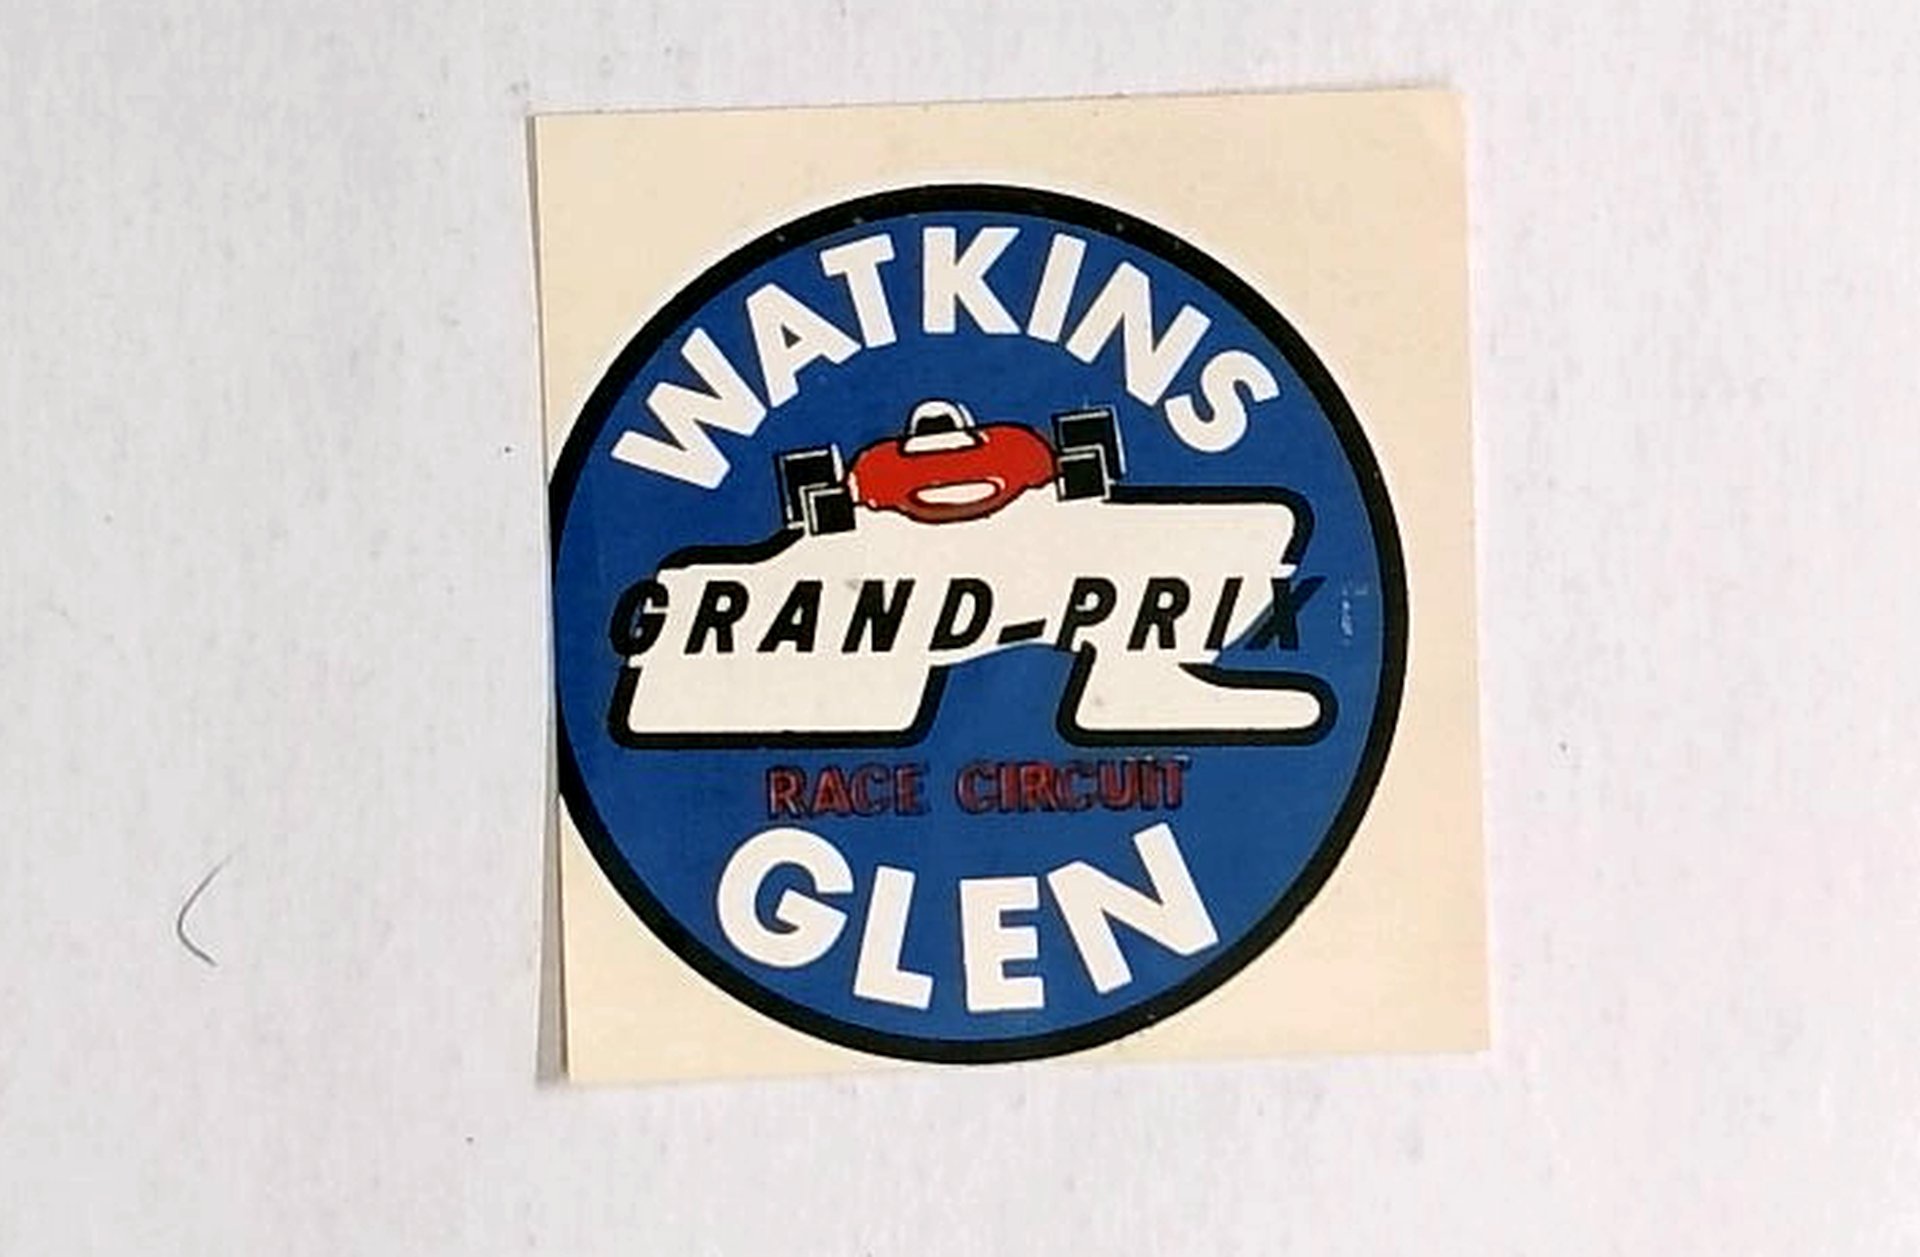 WATKINS
GRAND-PRIX
RACE CIRCUIT
GLEN